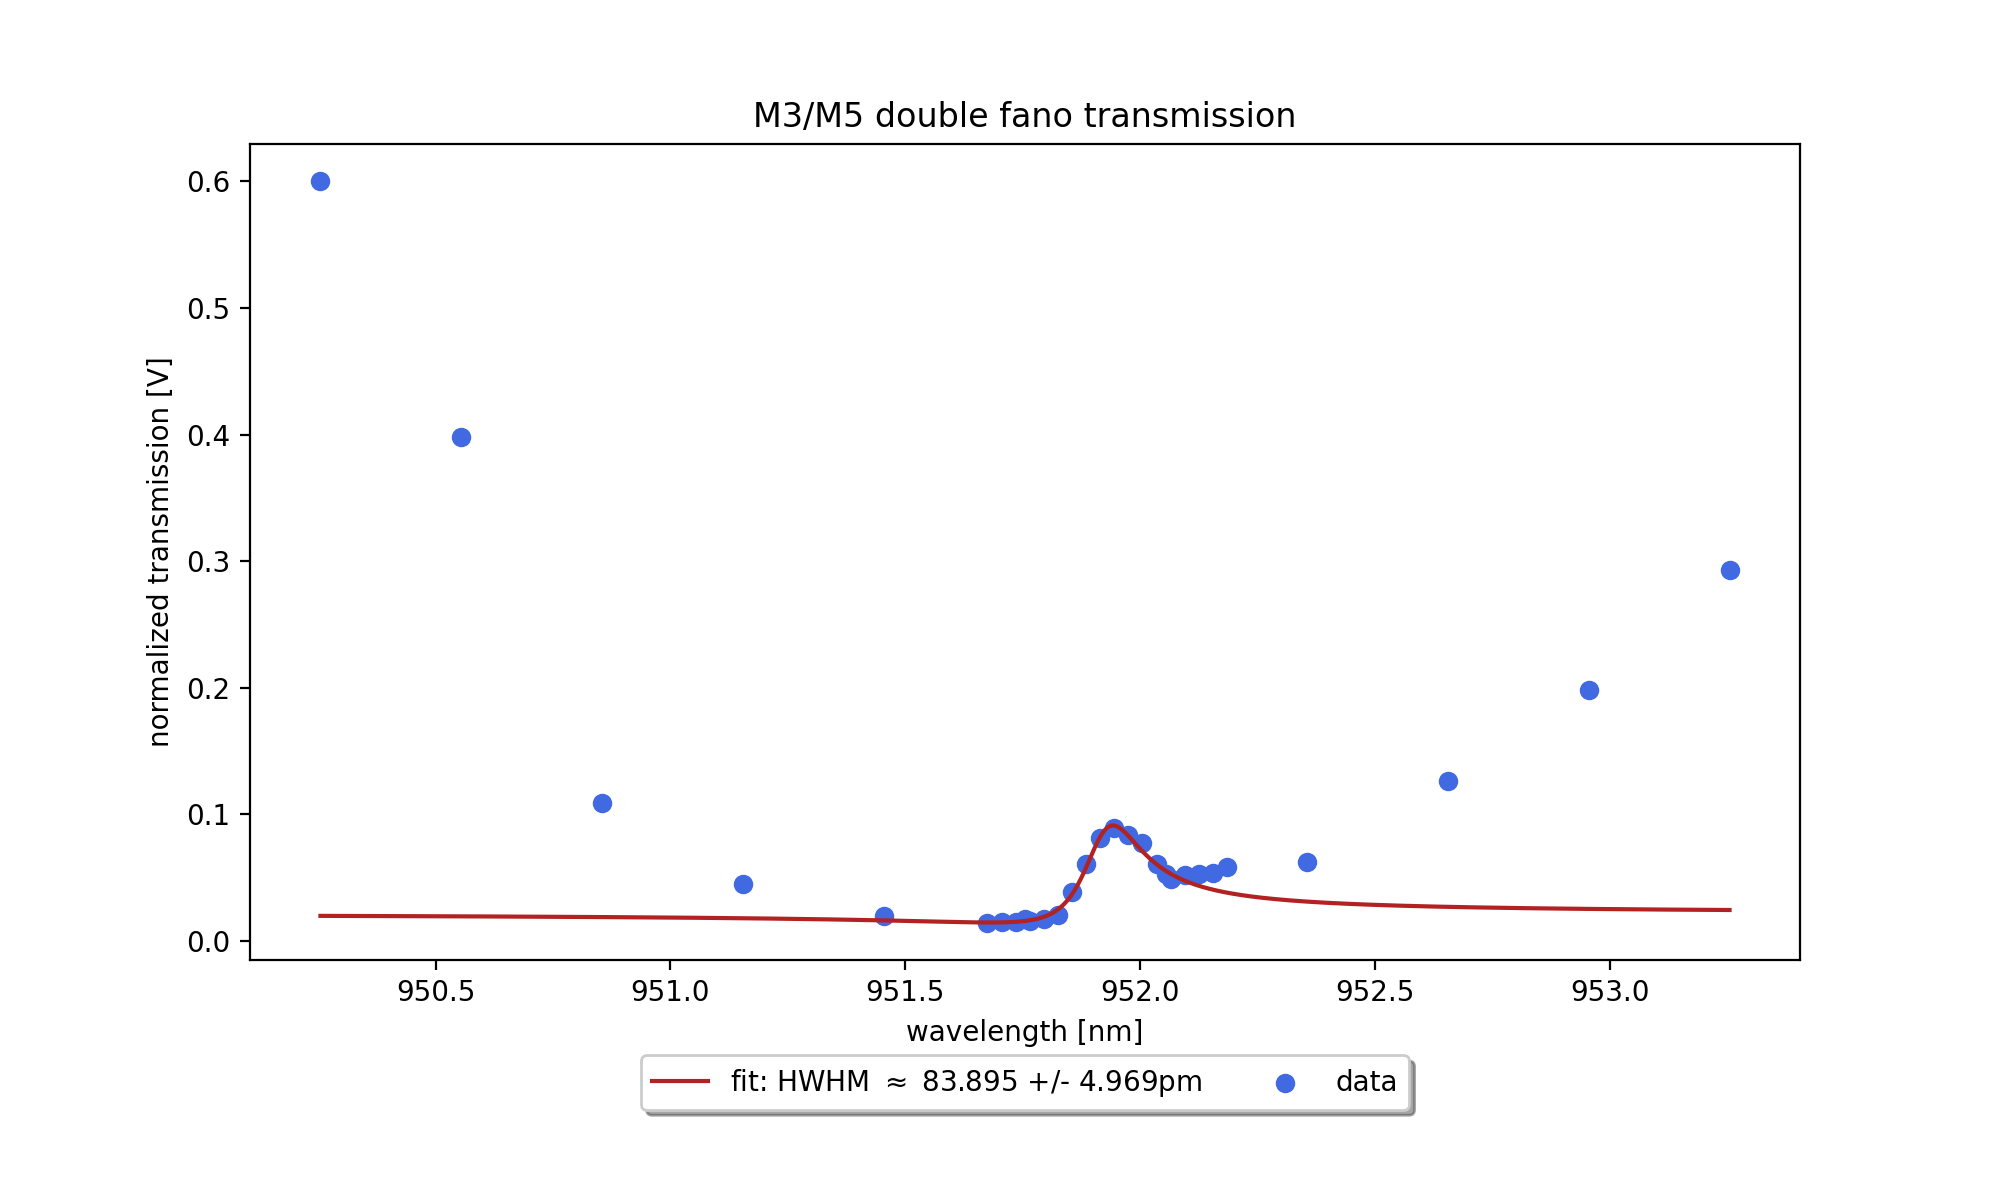 M3/M5 double fano transmission
normalized transmission [V]
0.6
0.5
0.4
0.3
0.2
0.1
0.0
950.5 951.0 951.5 952.0 952.5 953.0
wavelength [nm]
fit: HWHM ≈ 83.895 +/- 4.969pm data